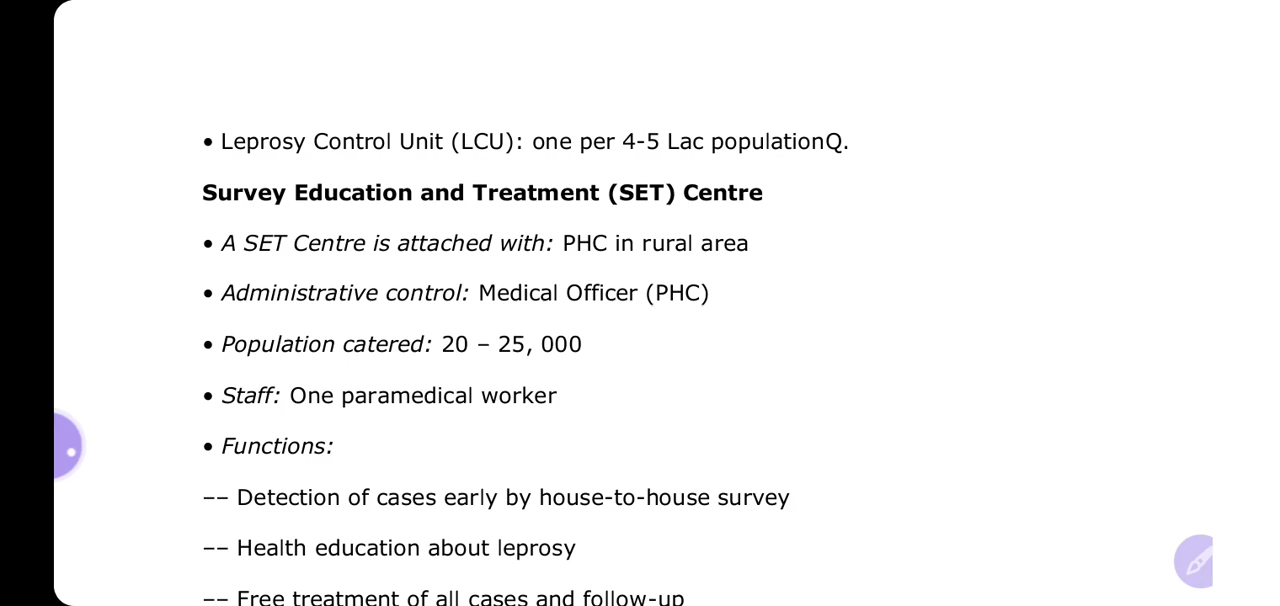 • Leprosy Control Unit (LCU): one per 4-5 Lac populationQ.
Survey Education and Treatment (SET) Centre
• A SET Centre is attached with: PHC in rural area
• Administrative control: Medical Officer (PHC)
• Population catered: 20 – 25, 000
• Staff: One paramedical worker
• Functions:
–– Detection of cases early by house-to-house survey
–– Health education about leprosy
–– Free treatment of all cases and follow-up